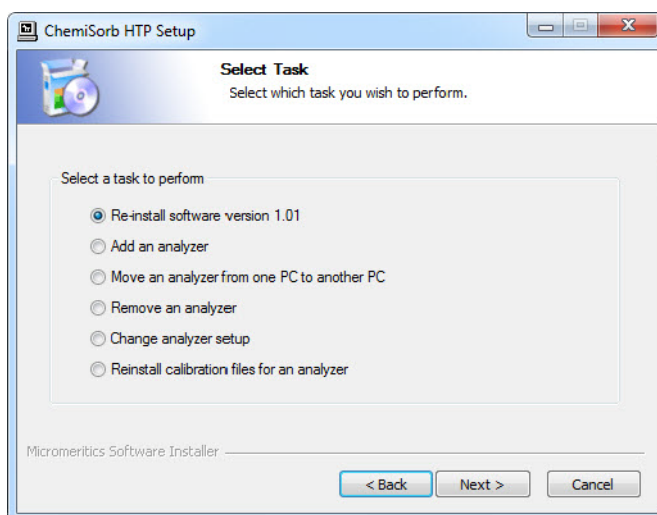 ChemiSorb HTP Setup
Select Task
Select which task you wish to perform.
Select a task to perform
Re-install software version 1.01
Add an analyzer
Move an analyzer from one PC to another PC
Remove an analyzer
Change analyzer setup
Reinstall calibration files for an analyzer
Micromeritics Software Installer
< Back Next > Cancel